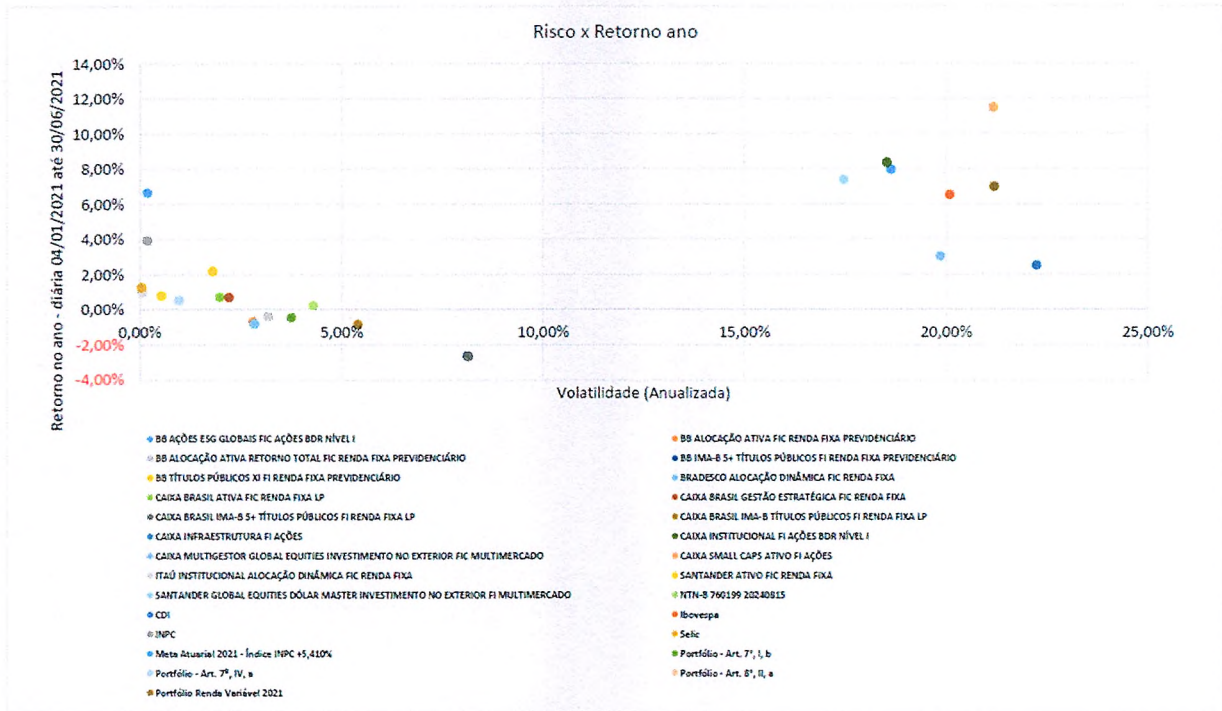 Risco x Retorno ano
Retorno no ano - diária 04/01/2021 até 30/06/2021
14,00%
12,00%
10,00%
8,00%
6,00%
4,00%
2,00%
0,00%
-2,00%
-4,00%
0,00% 5,00% 10,00% 15,00% 20,00% 25,00%
Volatilidade (Anualizada)
BB AÇÕES ESG GLOBAIS FIC AÇÕES BDR NÍVEL I
BB ALOCAÇÃO ATIVA FIC RENDA FIXA PREVIDENCIÁRIO
BB ALOCAÇÃO ATIVA RETORNO TOTAL FIC RENDA FIXA PREVIDENCIÁRIO
BB IMA-B 5+ TÍTULOS PÚBLICOS FI RENDA FIXA PREVIDENCIÁRIO
BB TÍTULOS PÚBLICOS XI FI RENDA FIXA PREVIDENCIÁRIO
BRADESCO ALOCAÇÃO DINÂMICA FIC RENDA FIXA
CAIXA BRASIL ATIVA FIC RENDA FIXA LP
CAIXA BRASIL GESTÃO ESTRATÉGICA FIC RENDA FIXA
CAIXA BRASIL IMA-B 5+ TÍTULOS PÚBLICOS FI RENDA FIXA LP
CAIXA BRASIL IMA-B TÍTULOS PÚBLICOS FI RENDA FIXA LP
CAIXA INFRAESTRUTURA FI AÇÕES
CAIXA INSTITUCIONAL FI AÇÕES BDR NÍVEL I
CAIXA MULTIGESTOR GLOBAL EQUITIES INVESTIMENTO NO EXTERIOR FIC MULTIMERCADO
CAIXA SMALL CAPS ATIVO FI AÇÕES
ITAÚ INSTITUCIONAL ALOCAÇÃO DINÂMICA FIC RENDA FIXA
SANTANDER ATIVO FIC RENDA FIXA
SANTANDER GLOBAL EQUITIES DÓLAR MASTER INVESTIMENTO NO EXTERIOR FI MULTIMERCADO
NTN-B 760199 20240815
CDI
Ibovespa
INPC
Selic
Meta Atuarial 2021 - Índice INPC +5,410%
Portfólio - Art. 7º, I, b
Portfólio - Art. 7º, IV, a
Portfólio - Art. 8º, II, a
Portfólio Renda Variável 2021